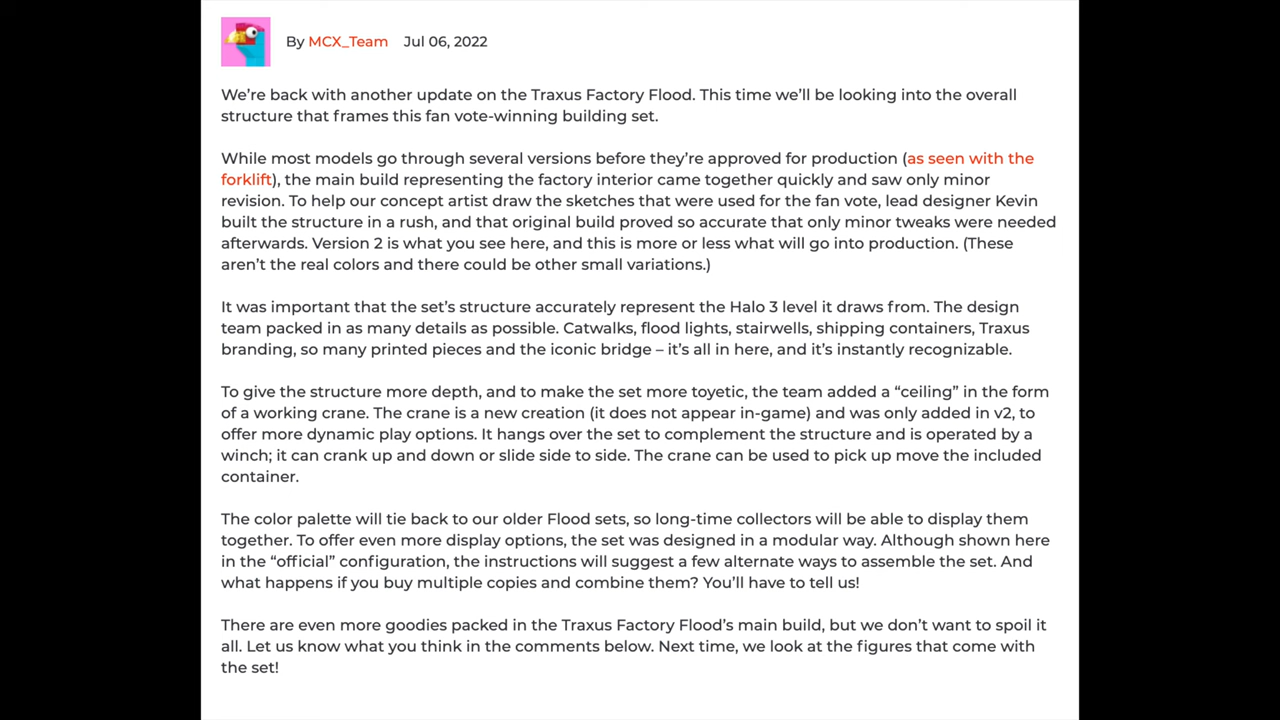 By MCX_Team Jul 06, 2022
We’re back with another update on the Traxus Factory Flood. This time we’ll be looking into the overall
structure that frames this fan vote-winning building set.
While most models go through several versions before they’re approved for production (as seen with the
forklift), the main build representing the factory interior came together quickly and saw only minor
revision. To help our concept artist draw the sketches that were used for the fan vote, lead designer Kevin
built the structure in a rush, and that original build proved so accurate that only minor tweaks were needed
afterwards. Version 2 is what you see here, and this is more or less what will go into production. (These
aren’t the real colors and there could be other small variations.)
It was important that the set’s structure accurately represent the Halo 3 level it draws from. The design
team packed in as many details as possible. Catwalks, flood lights, stairwells, shipping containers, Traxus
branding, so many printed pieces and the iconic bridge – it’s all in here, and it’s instantly recognizable.
To give the structure more depth, and to make the set more toyetic, the team added a “ceiling” in the form
of a working crane. The crane is a new creation (it does not appear in-game) and was only added in v2, to
offer more dynamic play options. It hangs over the set to complement the structure and is operated by a
winch; it can crank up and down or slide side to side. The crane can be used to pick up move the included
container.
The color palette will tie back to our older Flood sets, so long-time collectors will be able to display them
together. To offer even more display options, the set was designed in a modular way. Although shown here
in the “official” configuration, the instructions will suggest a few alternate ways to assemble the set. And
what happens if you buy multiple copies and combine them? You’ll have to tell us!
There are even more goodies packed in the Traxus Factory Flood’s main build, but we don’t want to spoil it
all. Let us know what you think in the comments below. Next time, we look at the figures that come with
the set!